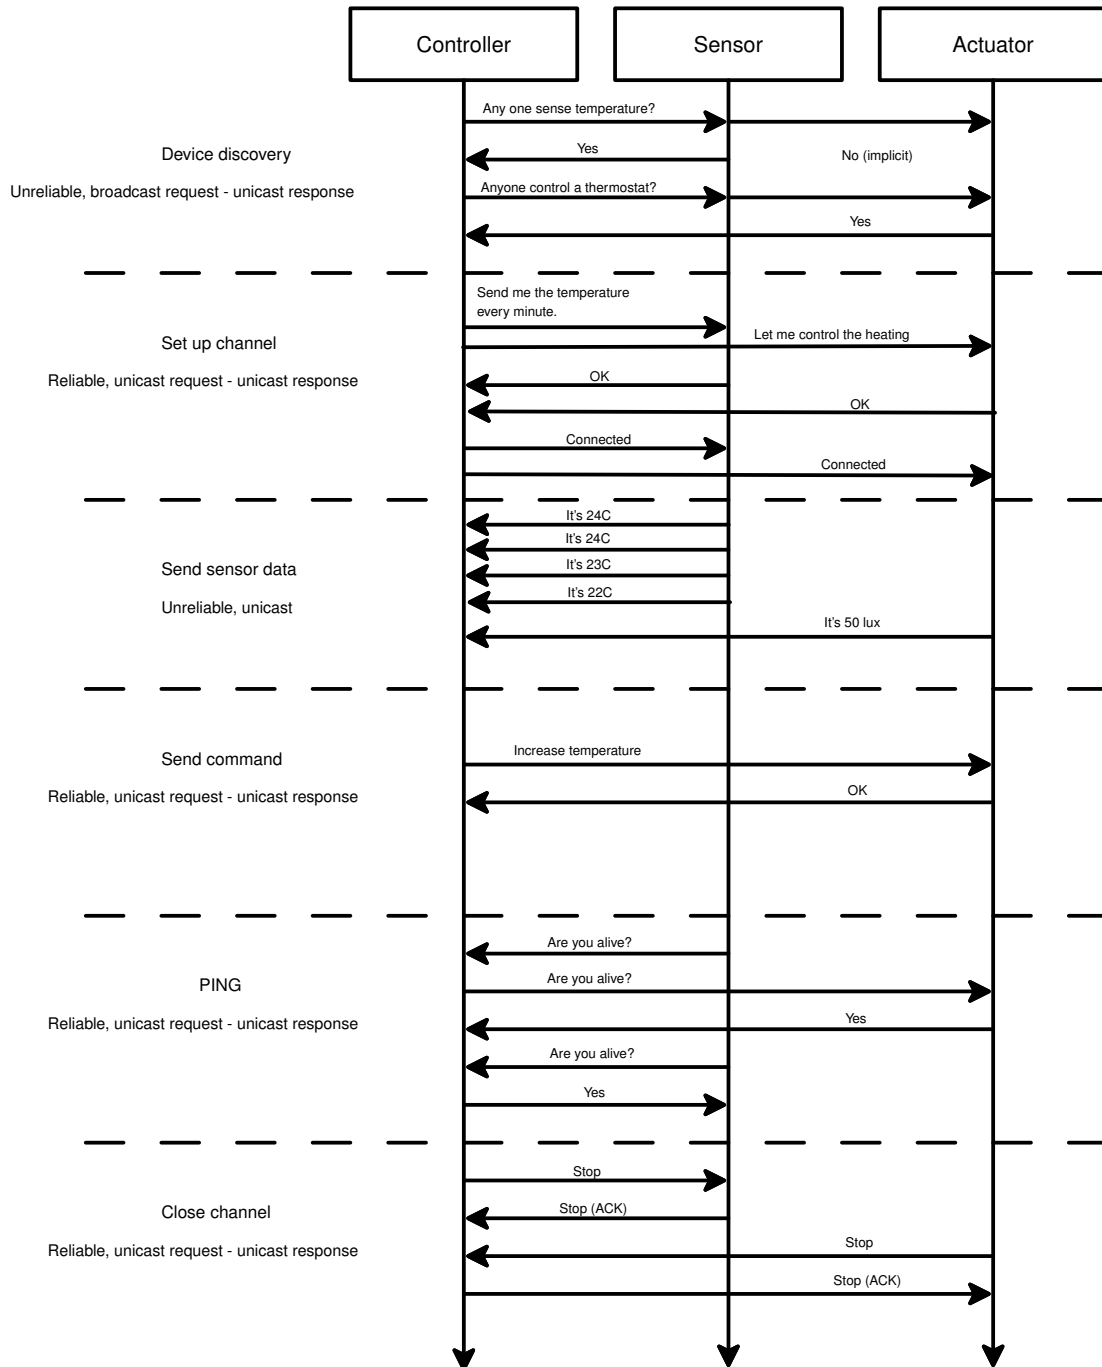 Controller
Sensor
Actuator
Any one sense temperature?
Device discovery
Yes
No (implicit)
Unreliable, broadcast request - unicast response
Anyone control a thermostat?
Yes
Send me the temperature
every minute.
Set up channel
Let me control the heating
Reliable, unicast request - unicast response
OK
OK
Connected
Connected
It's 24C
It's 24C
Send sensor data
It's 23C
It's 22C
Unreliable, unicast
It's 50 lux
Send command
Increase temperature
Reliable, unicast request - unicast response
OK
Are you alive?
PING
Are you alive?
Reliable, unicast request - unicast response
Yes
Are you alive?
Yes
Stop
Close channel
Stop (ACK)
Reliable, unicast request - unicast response
Stop
Stop (ACK)